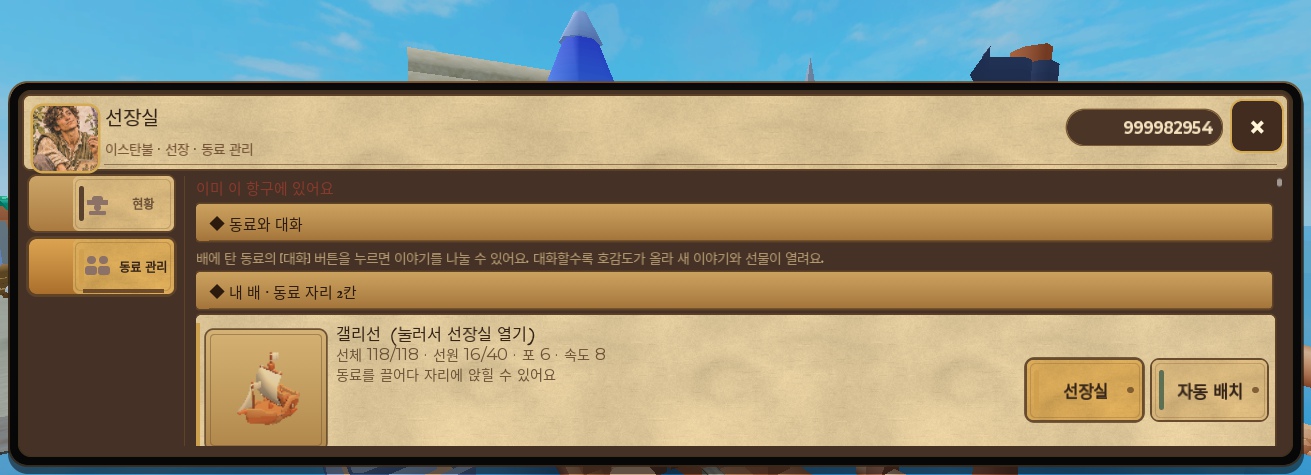 선장실
이스탄불 · 선장 · 동료 관리
999982954
현황
동료 관리
이미 이 항구에 있어요
◆ 동료와 대화
배에 탄 동료의 [대화] 버튼을 누르면 이야기를 나눌 수 있어요. 대화할수록 호감도가 올라 새 이야기와 선물이 열려요.
◆ 내 배 · 동료 자리 2칸
갤리선 (눌러서 선장실 열기)
선체 118/118 · 선원 16/40 · 포 6 · 속도 8
동료를 끌어다 자리에 앉힐 수 있어요
선장실
자동 배치